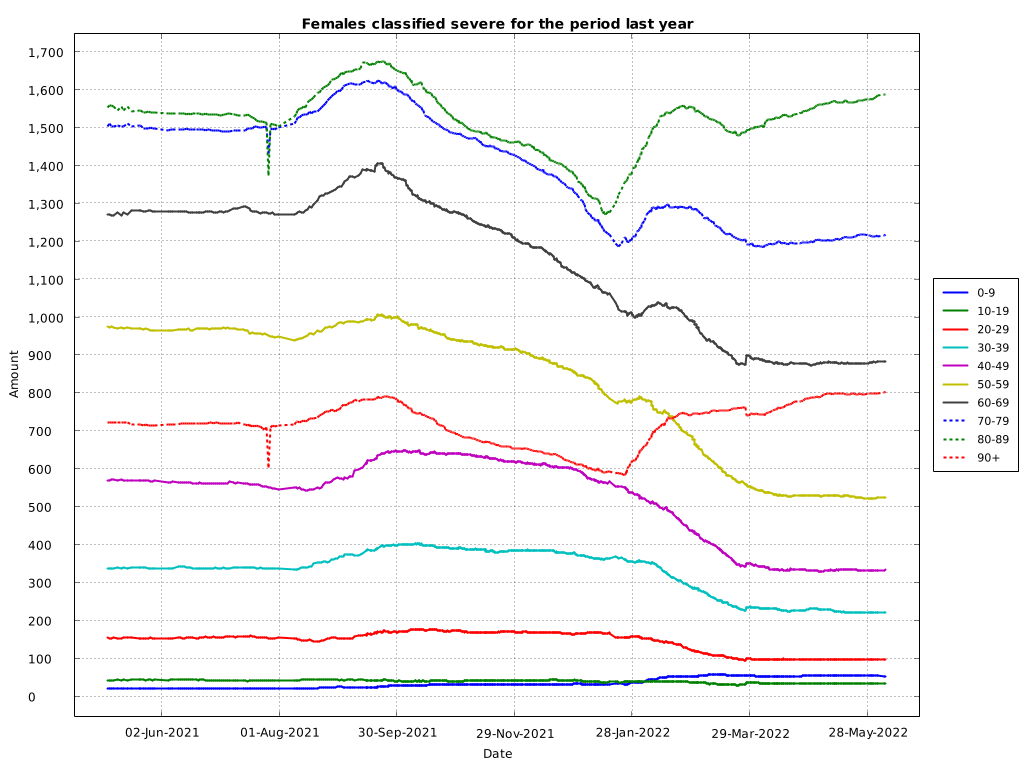 Females classified severe for the period last year
1,700
1,600
1,500
1,400
1,300
1,200
1,100
1,000
900
800
700
600
500
400
300
200
100
0
Amount
02-Jun-2021
01-Aug-2021
30-Sep-2021
29-Nov-2021
28-Jan-2022
29-Mar-2022
28-May-2022
Date
0-9
10-19
20-29
30-39
40-49
50-59
60-69
70-79
80-89
90+